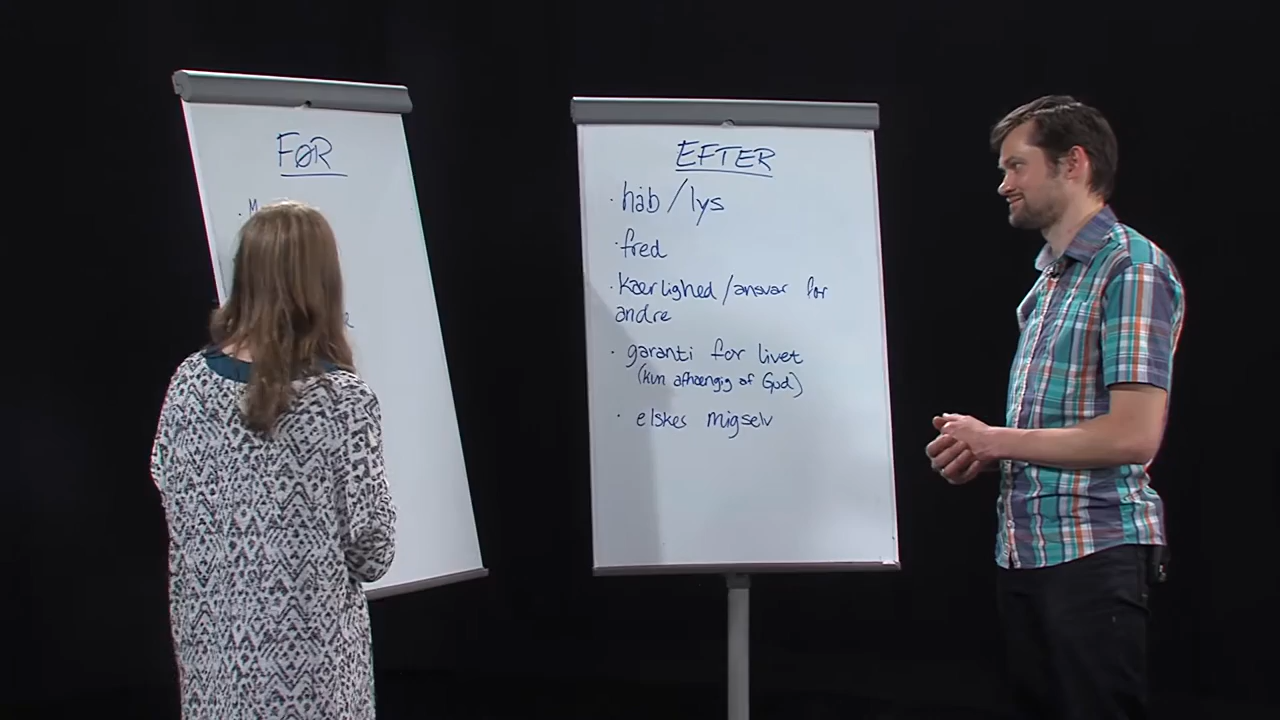 FØR
EFTER
· håb / lys
· fred
· kærlighed / ansvar for
andre
· garanti for livet
(kun afhængig af Gud)
· elskes migselv